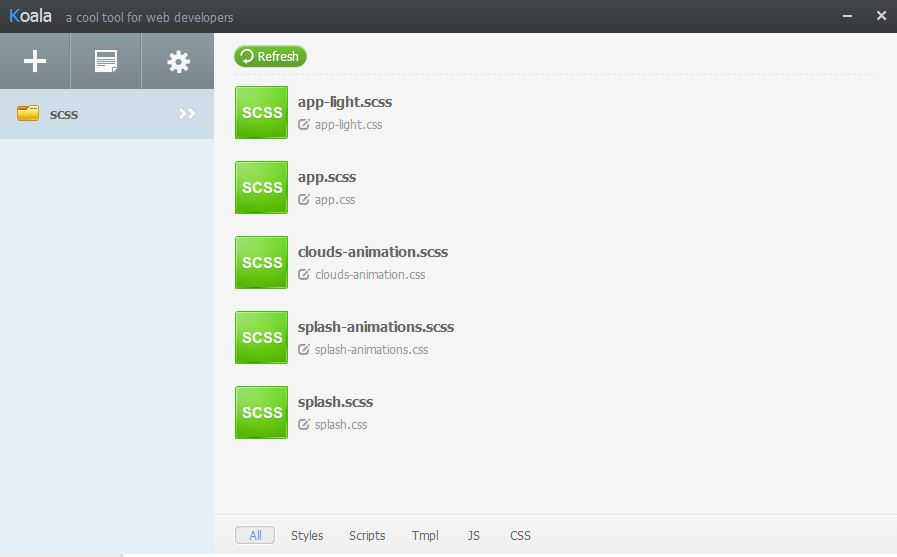 Koala a cool tool for web developers
scss
Refresh
SCSS app-light.scss
app-light.css
SCSS app.scss
app.css
SCSS clouds-animation.scss
clouds-animation.css
SCSS splash-animations.scss
splash-animations.css
SCSS splash.scss
splash.css
All Styles Scripts Tmpl JS CSS